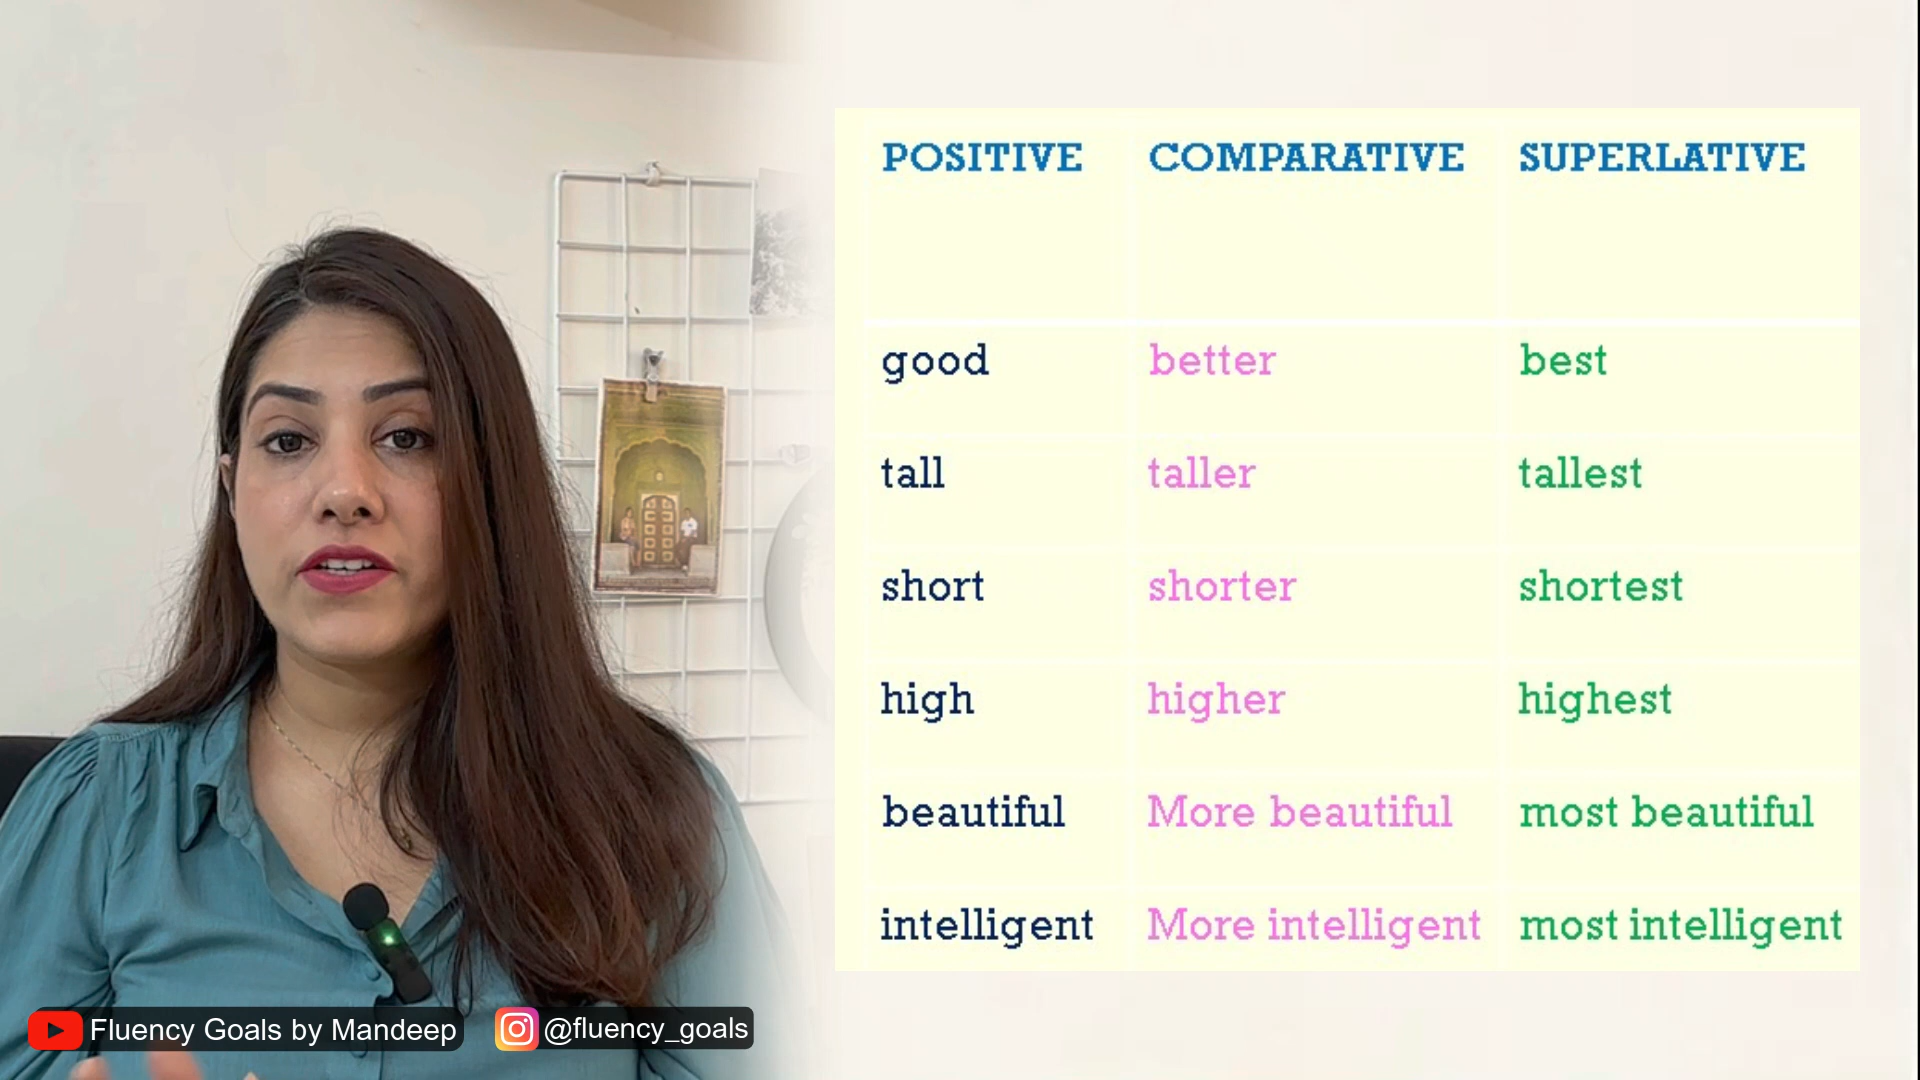 POSITIVE COMPARATIVE SUPERLATIVE
good better best
tall taller tallest
short shorter shortest
high higher highest
beautiful More beautiful most beautiful
intelligent More intelligent most intelligent
Fluency Goals by Mandeep @fluency_goals